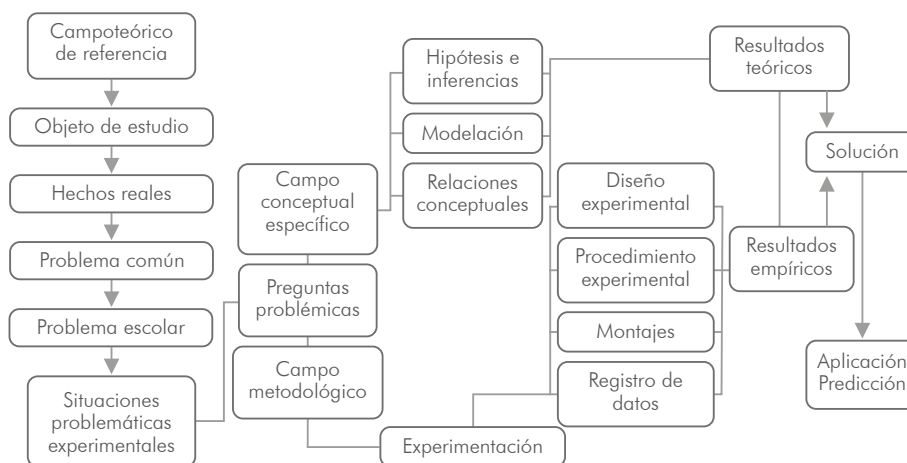 Campoteórico
de referencia
Objeto de estudio
Hechos reales
Problema común
Problema escolar
Situaciones
problemáticas
experimentales
Campo
conceptual
específico
Preguntas
problémicas
Campo
metodológico
Hipótesis e
inferencias
Modelación
Relaciones
conceptuales
Experimentación
Diseño
experimental
Procedimiento
experimental
Montajes
Registro de
datos
Resultados
teóricos
Resultados
empíricos
Solución
Aplicación
Predicción